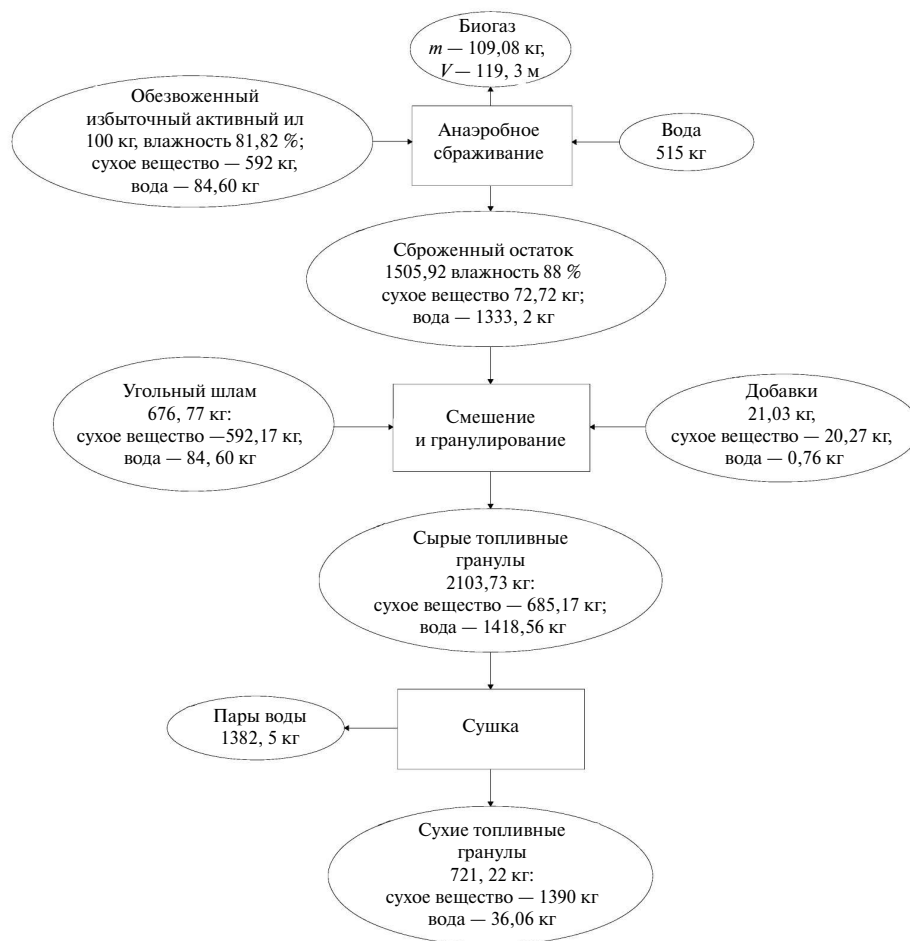 Биогаз
m — 109,08 кг,
V — 119, 3 м
Обезвоженный
избыточный активный ил
100 кг, влажность 81,82 %;
сухое вещество — 592 кг,
вода — 84,60 кг
Анаэробное
сбраживание
Вода
515 кг
Сброженный остаток
1505,92 влажность 88 %
сухое вещество 72,72 кг;
вода — 1333, 2 кг
Угольный шлам
676, 77 кг:
сухое вещество —592,17 кг,
вода — 84, 60 кг
Смешение
и гранулирование
Добавки
21,03 кг,
сухое вещество — 20,27 кг,
вода — 0,76 кг
Сырые топливные
гранулы
2103,73 кг:
сухое вещество — 685,17 кг;
вода — 1418,56 кг
Пары воды
1382, 5 кг
Сушка
Сухие топливные
гранулы
721, 22 кг:
сухое вещество — 1390 кг
вода — 36,06 кг